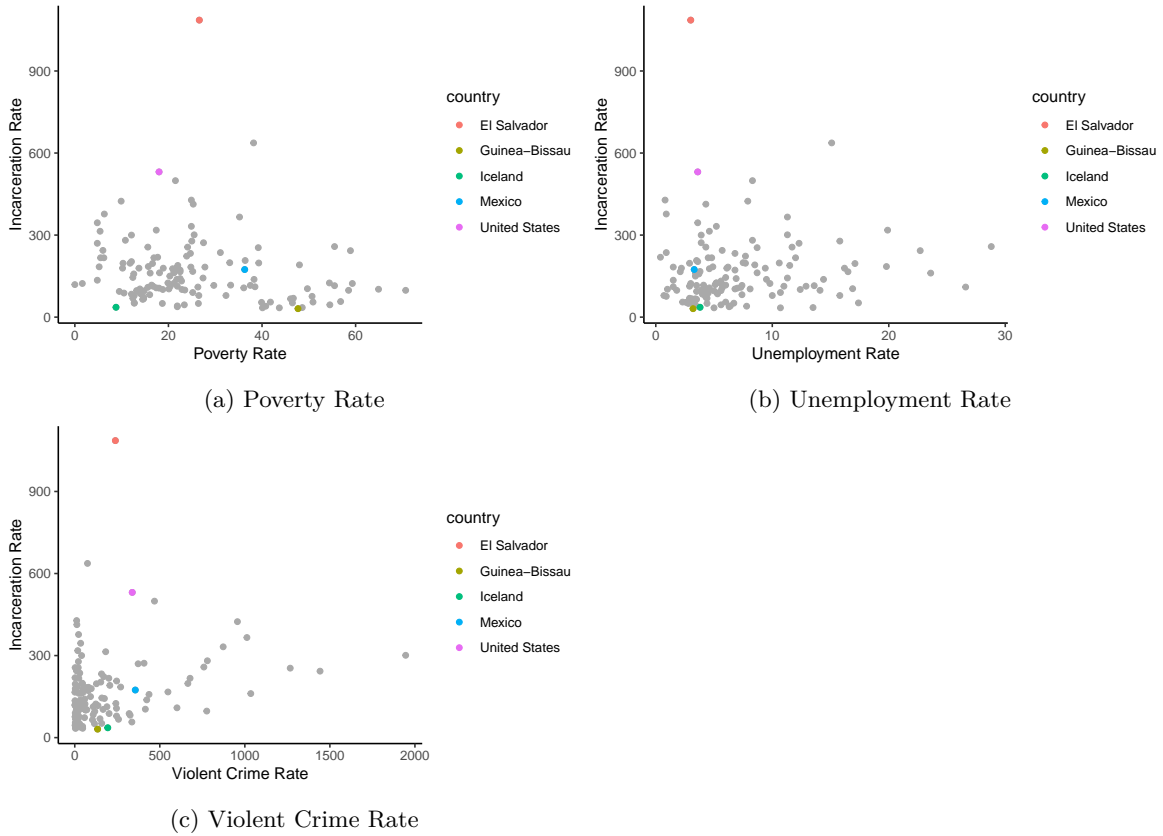 900
600
300
0
Incarceration Rate
0 20 40 60
Poverty Rate
country
El Salvador
Guinea−Bissau
Iceland
Mexico
United States
(a) Poverty Rate
900
600
300
0
Incarceration Rate
0 10 20 30
Unemployment Rate
country
El Salvador
Guinea−Bissau
Iceland
Mexico
United States
(b) Unemployment Rate
900
600
300
0
Incarceration Rate
0 500 1000 1500 2000
Violent Crime Rate
country
El Salvador
Guinea−Bissau
Iceland
Mexico
United States
(c) Violent Crime Rate